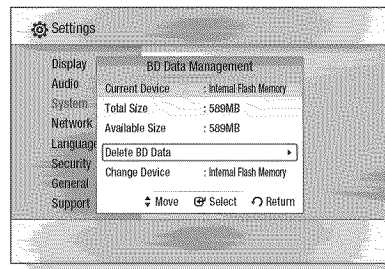 Settings
Display
Audio
System
Network
Language
Security
General
Support
BD Data Management
Current Device : Internal Flash Memory
Total Size : 589MB
Available Size : 589MB
Delete BD Data
Change Device : Internal Flash Memory
Move Select Return